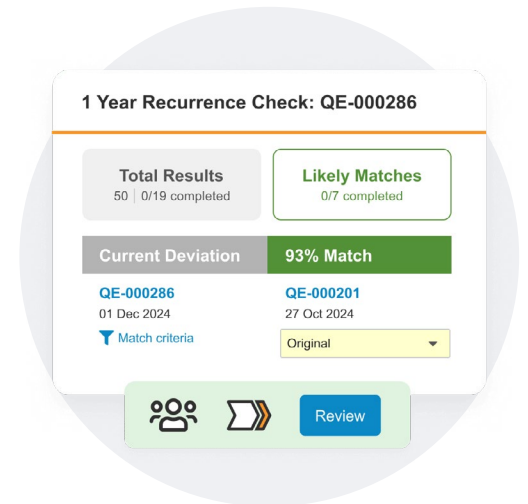 1 Year Recurrence Check: QE-000286
Total Results
50 | 0/19 completed
Likely Matches
0/7 completed
Current Deviation
93% Match
QE-000286
01 Dec 2024
Match criteria
QE-000201
27 Oct 2024
Original
Review